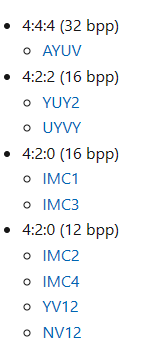 4:4:4 (32 bpp)
AYUV
4:2:2 (16 bpp)
YUY2
UYVY
4:2:0 (16 bpp)
IMC1
IMC3
4:2:0 (12 bpp)
IMC2
IMC4
YV12
NV12